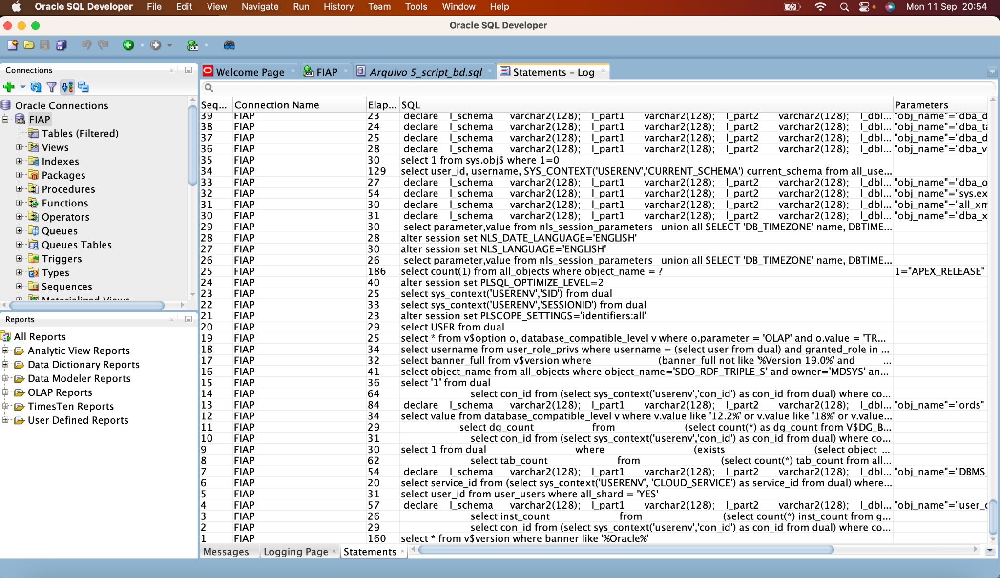 Oracle SQL Developer File Edit View Navigate Run History Team Tools Window Help Mon 11 Sep 20:54
Oracle SQL Developer
Connections
Oracle Connections
FIAP
Tables (Filtered)
Views
Indexes
Packages
Procedures
Functions
Operators
Queues
Queues Tables
Triggers
Types
Sequences
Materialized Views
Reports
All Reports
Analytic View Reports
Data Dictionary Reports
Data Modeler Reports
OLAP Reports
TimesTen Reports
User Defined Reports
Welcome Page FIAP Arquivo 5_script_bd.sql Statements – Log
Seq... Connection Name Elap... SQL Parameters
39 FIAP 23 declare l_schema varchar2(128); l_part1 varchar2(128); l_part2 varchar2(128); l_dbl... "obj_name"="dba_d
38 FIAP 24 declare l_schema varchar2(128); l_part1 varchar2(128); l_part2 varchar2(128); l_dbl... "obj_name"="dba_ta
37 FIAP 25 declare l_schema varchar2(128); l_part1 varchar2(128); l_part2 varchar2(128); l_dbl... "obj_name"="dba_d
36 FIAP 28 declare l_schema varchar2(128); l_part1 varchar2(128); l_part2 varchar2(128); l_dbl... "obj_name"="dba_v
35 FIAP 30 select 1 from sys.obj$ where 1=0
34 FIAP 129 select user_id, username, SYS_CONTEXT('USERENV','CURRENT_SCHEMA') current_schema from all_use...
33 FIAP 27 declare l_schema varchar2(128); l_part1 varchar2(128); l_part2 varchar2(128); l_dbl... "obj_name"="dba_o
32 FIAP 54 declare l_schema varchar2(128); l_part1 varchar2(128); l_part2 varchar2(128); l_dbl... "obj_name"="sys.ex
31 FIAP 30 declare l_schema varchar2(128); l_part1 varchar2(128); l_part2 varchar2(128); l_dbl... "obj_name"="all_xm
30 FIAP 31 declare l_schema varchar2(128); l_part1 varchar2(128); l_part2 varchar2(128); l_dbl... "obj_name"="dba_x
29 FIAP 30 select parameter,value from nls_session_parameters union all SELECT 'DB_TIMEZONE' name, DBTIME...
28 FIAP 28 alter session set NLS_DATE_LANGUAGE='ENGLISH'
27 FIAP 30 alter session set NLS_LANGUAGE='ENGLISH'
26 FIAP 26 select parameter,value from nls_session_parameters union all SELECT 'DB_TIMEZONE' name, DBTIME...
25 FIAP 186 select count(1) from all_objects where object_name = ? 1="APEX_RELEASE"
24 FIAP 40 alter session set PLSQL_OPTIMIZE_LEVEL=2
23 FIAP 25 select sys_context('USERENV','SID') from dual
22 FIAP 33 select sys_context('USERENV','SESSIONID') from dual
21 FIAP 23 alter session set PLSCOPE_SETTINGS='identifiers:all'
20 FIAP 29 select USER from dual
19 FIAP 25 select * from v$option o, database_compatible_level v where o.parameter = 'OLAP' and o.value = 'TR...
18 FIAP 34 select username from user_role_privs where username = (select user from dual) and granted_role in ...
17 FIAP 32 select banner_full from v$version where (banner_full not like '%Version 19.0%' and ...
16 FIAP 41 select object_name from all_objects where object_name='SDO_RDF_TRIPLE_S' and owner='MDSYS' an...
15 FIAP 36 select '1' from dual
14 FIAP 64 select con_id from (select sys_context('userenv','con_id') as con_id from dual) where co...
13 FIAP 84 declare l_schema varchar2(128); l_part1 varchar2(128); l_part2 varchar2(128); l_dbl... "obj_name"="ords"
12 FIAP 34 select value from database_compatible_level v where v.value like '12.2%' or v.value like '18%' or v.value...
11 FIAP 29 select dg_count from (select count(*) as dg_count from V$DG_B...
10 FIAP 31 select con_id from (select sys_context('userenv','con_id') as con_id from dual) where co...
9 FIAP 30 select 1 from dual where (exists (select object_...
8 FIAP 62 select tab_count from (select count(*) tab_count from all...
7 FIAP 54 declare l_schema varchar2(128); l_part1 varchar2(128); l_part2 varchar2(128); l_dbl... "obj_name"="DBMS_
6 FIAP 20 select service_id from (select sys_context('USERENV', 'CLOUD_SERVICE') as service_id from dual) where...
5 FIAP 31 select user_id from user_users where all_shard = 'YES'
4 FIAP 57 declare l_schema varchar2(128); l_part1 varchar2(128); l_part2 varchar2(128); l_dbl... "obj_name"="user_c
3 FIAP 26 select inst_count from (select count(*) inst_count from g...
2 FIAP 29 select con_id from (select sys_context('userenv','con_id') as con_id from dual) where co...
1 FIAP 160 select * from v$version where banner like '%Oracle%'
Messages Logging Page Statements